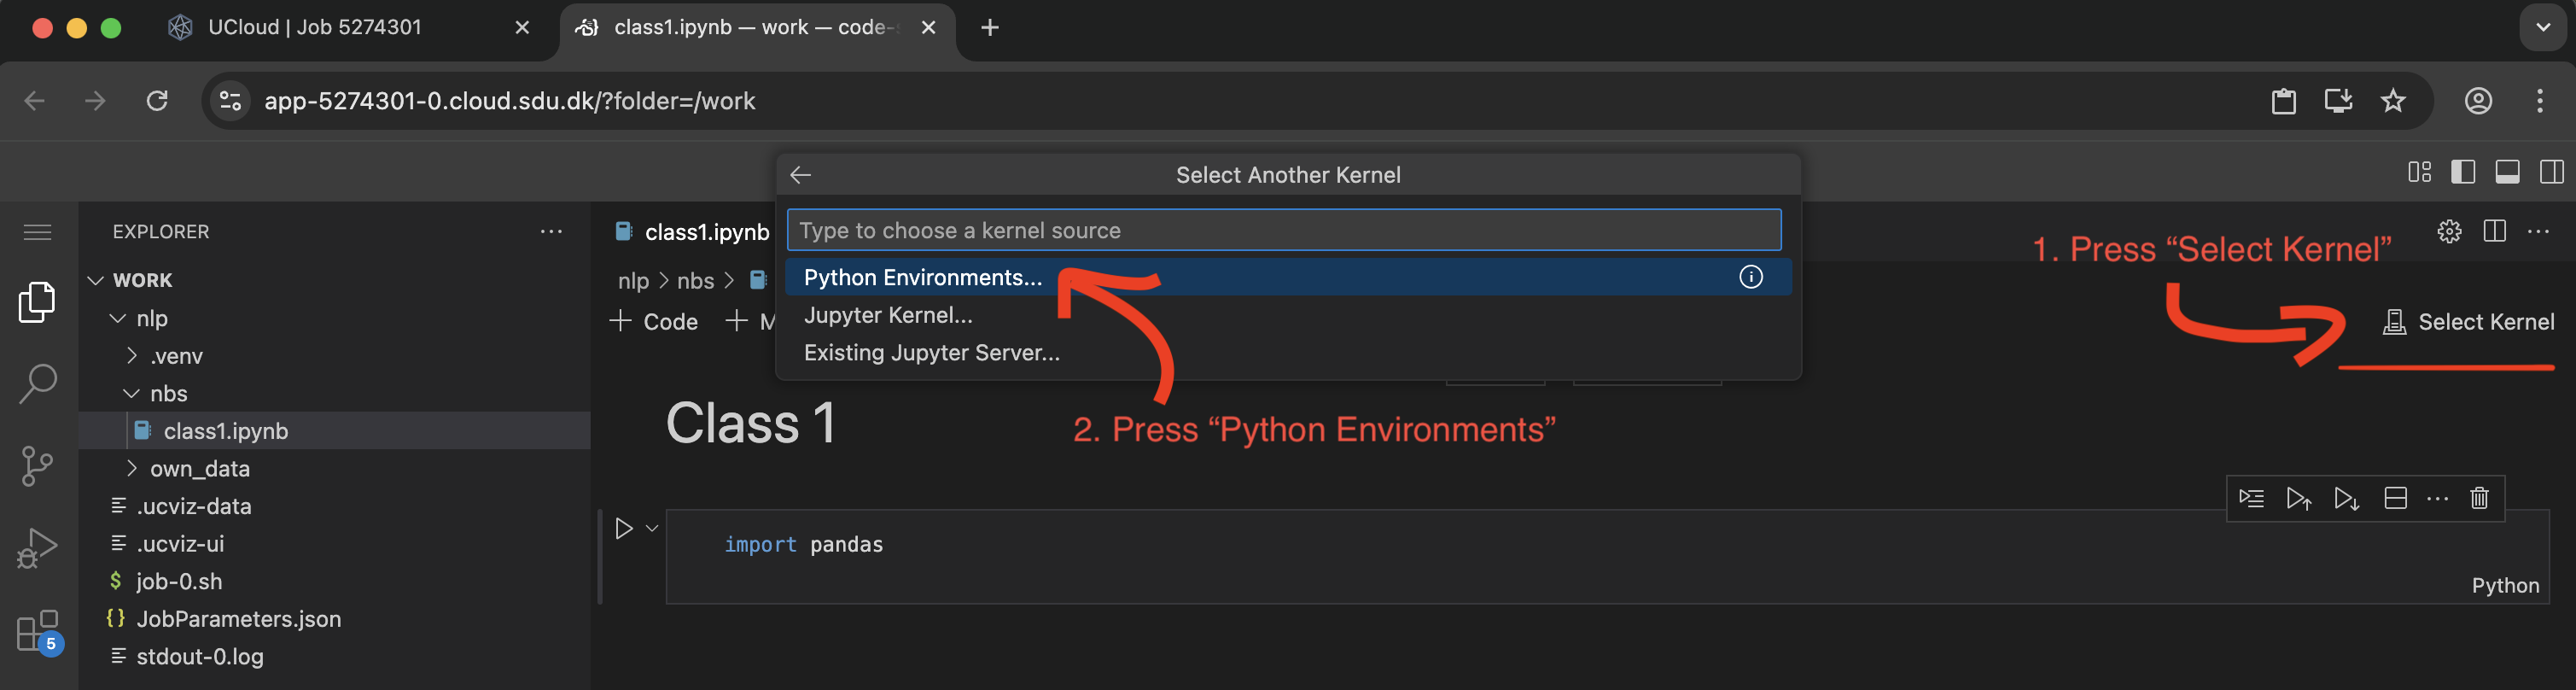 UCloud | Job 5274301
class1.ipynb — work — code-
app-5274301-0.cloud.sdu.dk/?folder=/work
Select Another Kernel
Type to choose a kernel source
Python Environments...
Jupyter Kernel...
Existing Jupyter Server...
EXPLORER
WORK
nlp
.venv
nbs
class1.ipynb
own_data
.ucviz-data
.ucviz-ui
$ job-0.sh
{} JobParameters.json
stdout-0.log
5
class1.ipynb
nlp > nbs >
+ Code + M
1. Press “Select Kernel”
Select Kernel
2. Press “Python Environments”
Class 1
import pandas
Python